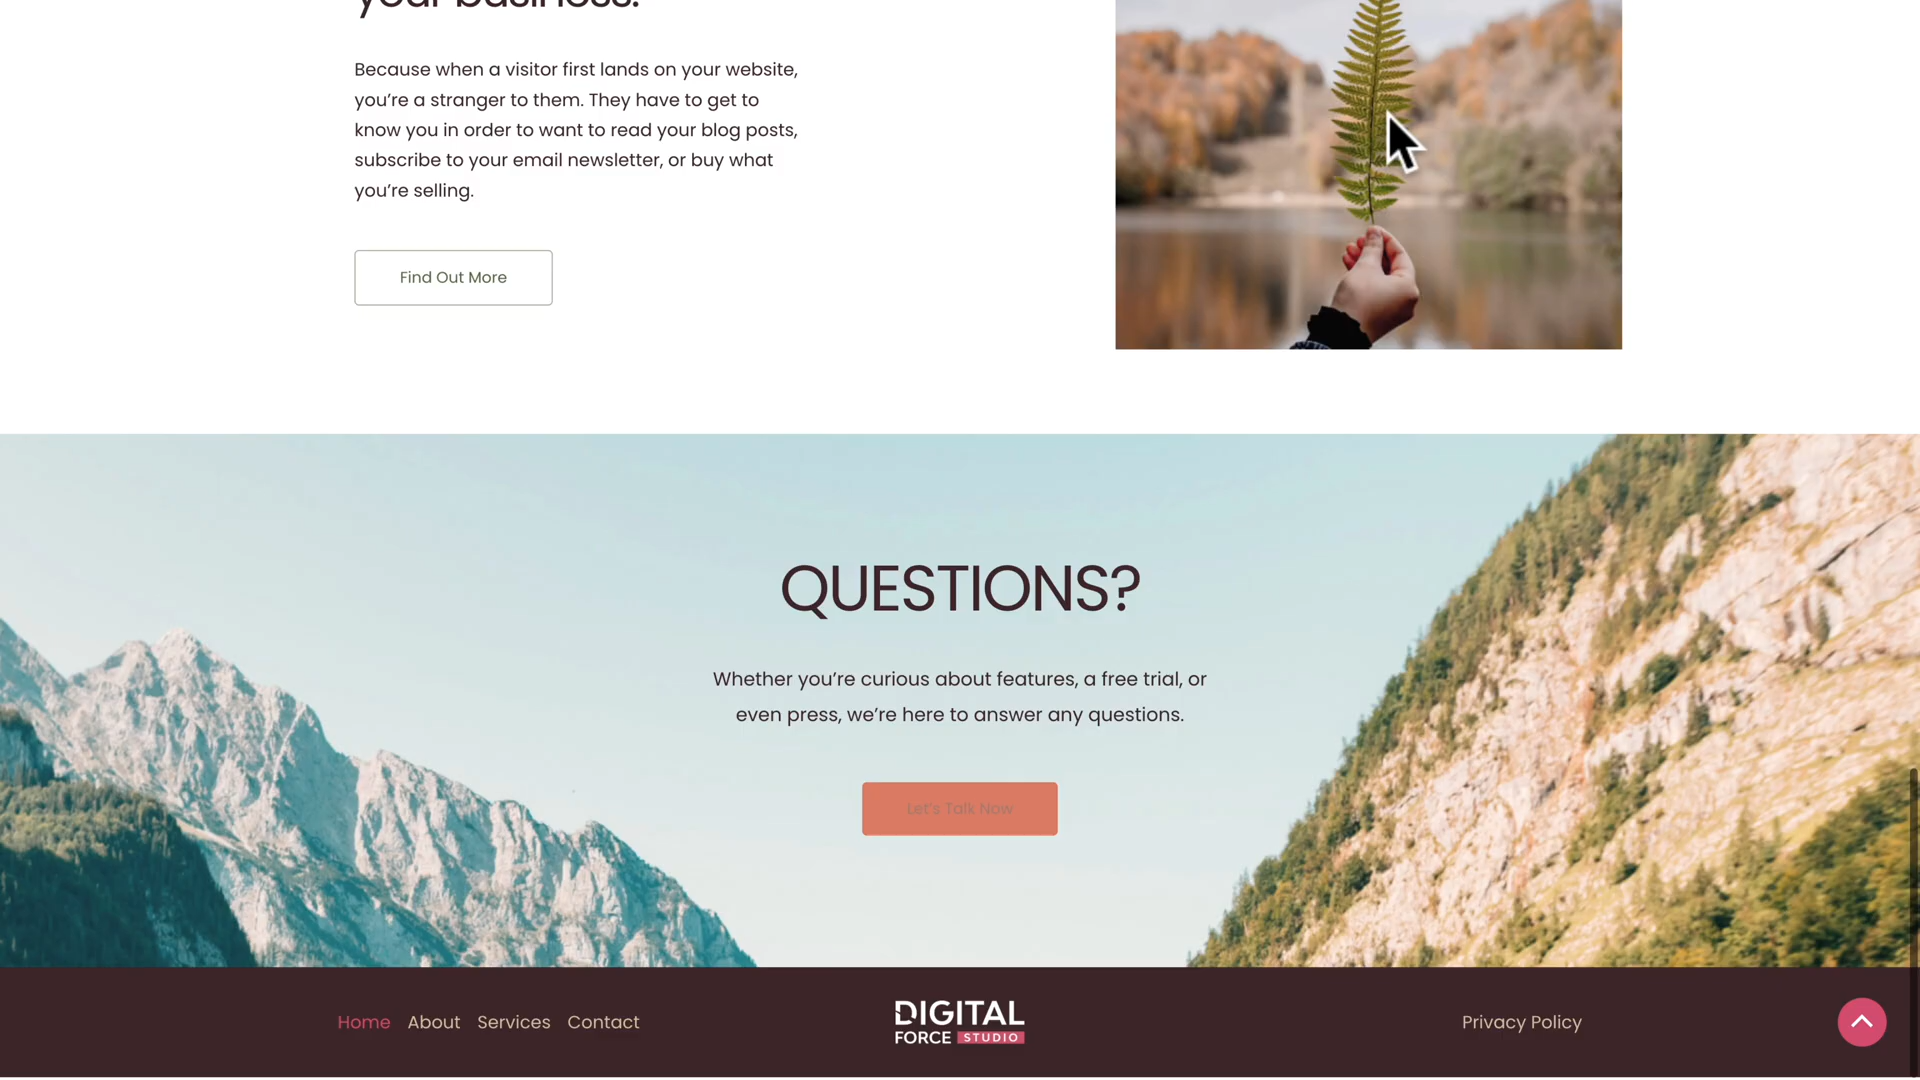 your business.
Because when a visitor first lands on your website,
you’re a stranger to them. They have to get to
know you in order to want to read your blog posts,
subscribe to your email newsletter, or buy what
you’re selling.
Find Out More
QUESTIONS?
Whether you’re curious about features, a free trial, or
even press, we’re here to answer any questions.
Let’s Talk Now
Home About Services Contact
DIGITAL
FORCE STUDIO
Privacy Policy